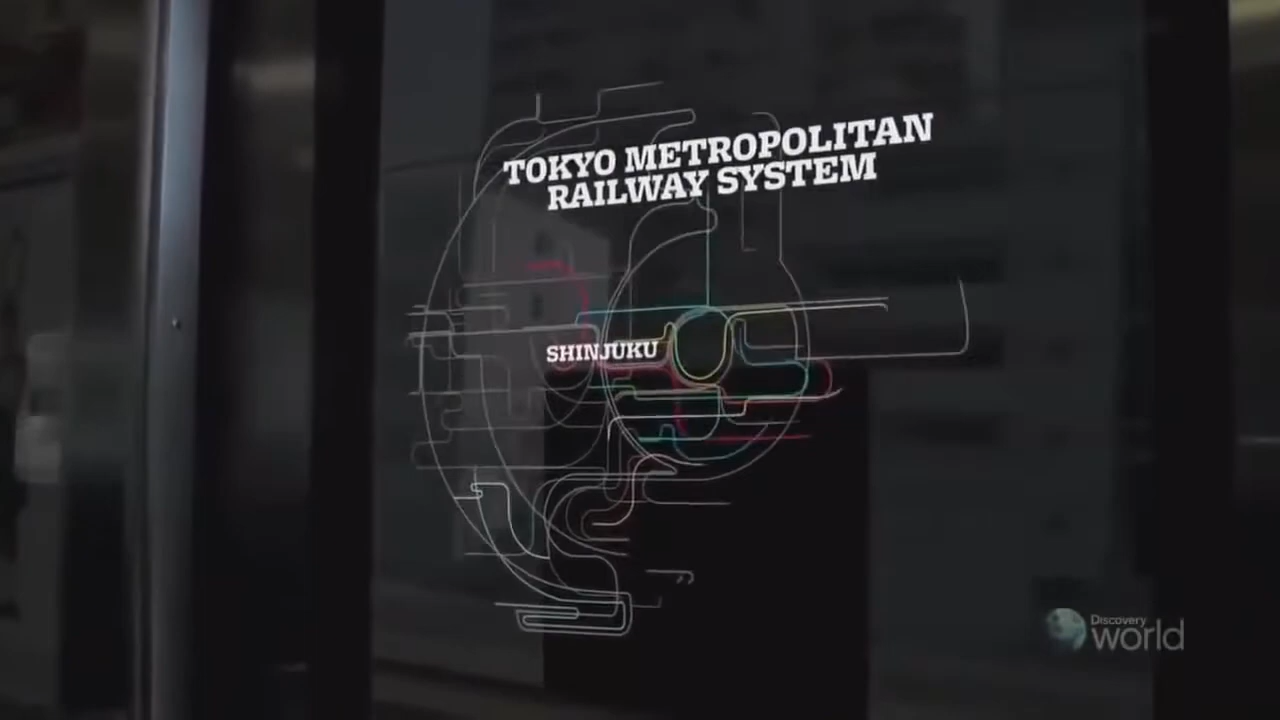 TOKYO METROPOLITAN
RAILWAY SYSTEM
SHINJUKU
Discovery
world